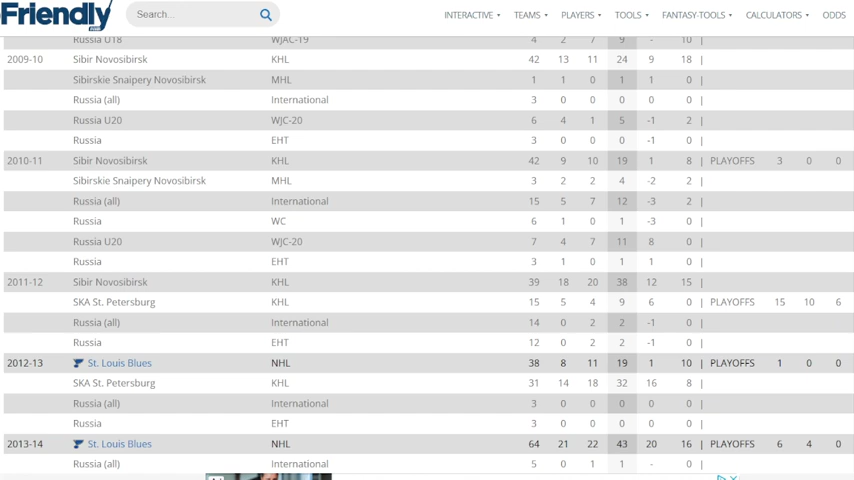 Friendly Search... INTERACTIVE TEAMS PLAYERS TOOLS FANTASY-TOOLS CALCULATORS ODDS
Russia U18 WJAC-19 4 2 7 9 - 10 |
2009-10 Sibir Novosibirsk KHL 42 13 11 24 9 18 |
Sibirskie Snaipery Novosibirsk MHL 1 1 0 1 1 0 |
Russia (all) International 3 0 0 0 0 0 |
Russia U20 WJC-20 6 4 1 5 -1 2 |
Russia EHT 3 0 0 0 -1 0 |
2010-11 Sibir Novosibirsk KHL 42 9 10 19 1 8 | PLAYOFFS 3 0 0
Sibirskie Snaipery Novosibirsk MHL 3 2 2 4 -2 2 |
Russia (all) International 15 5 7 12 -3 2 |
Russia WC 6 1 0 1 -3 0 |
Russia U20 WJC-20 7 4 7 11 8 0 |
Russia EHT 3 1 0 1 1 0 |
2011-12 Sibir Novosibirsk KHL 39 18 20 38 12 15 |
SKA St. Petersburg KHL 15 5 4 9 6 0 | PLAYOFFS 15 10 6
Russia (all) International 14 0 2 2 -1 0 |
Russia EHT 12 0 2 2 -1 0 |
2012-13 St. Louis Blues NHL 38 8 11 19 1 10 | PLAYOFFS 1 0 0
SKA St. Petersburg KHL 31 14 18 32 16 8 |
Russia (all) International 3 0 0 0 0 0 |
Russia EHT 3 0 0 0 0 0 |
2013-14 St. Louis Blues NHL 64 21 22 43 20 16 | PLAYOFFS 6 4 0
Russia (all) International 5 0 1 1 - 0 |